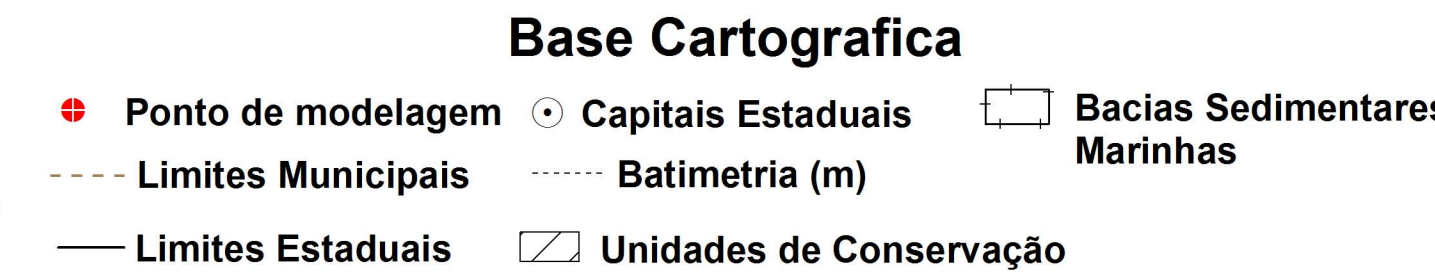 Base Cartografica
Ponto de modelagem
Capitais Estaduais
Bacias Sedimentares
Marinhas
Limites Municipais
Batimetria (m)
Limites Estaduais
Unidades de Conservação